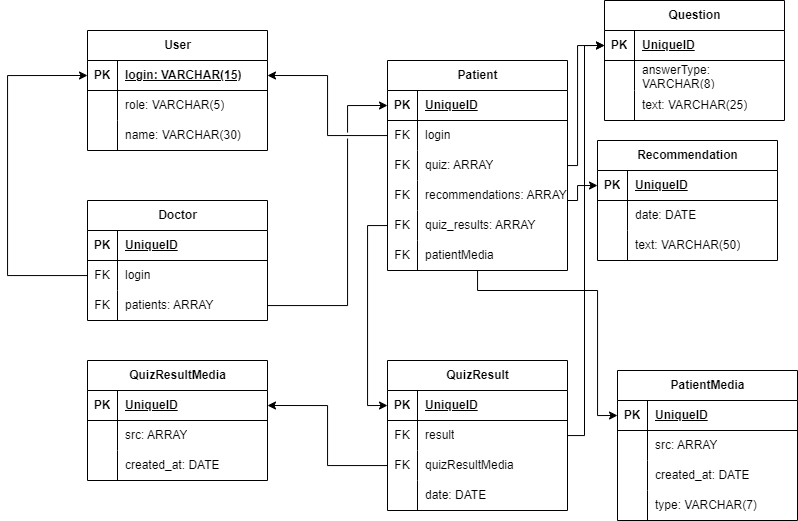 User
PK login: VARCHAR(15)
role: VARCHAR(5)
name: VARCHAR(30)
Doctor
PK UniqueID
FK login
FK patients: ARRAY
QuizResultMedia
PK UniqueID
src: ARRAY
created_at: DATE
Patient
PK UniqueID
FK login
FK quiz: ARRAY
FK recommendations: ARRAY
FK quiz_results: ARRAY
FK patientMedia
QuizResult
PK UniqueID
FK result
FK quizResultMedia
date: DATE
Question
PK UniqueID
answerType:
VARCHAR(8)
text: VARCHAR(25)
Recommendation
PK UniqueID
date: DATE
text: VARCHAR(50)
PatientMedia
PK UniqueID
src: ARRAY
created_at: DATE
type: VARCHAR(7)